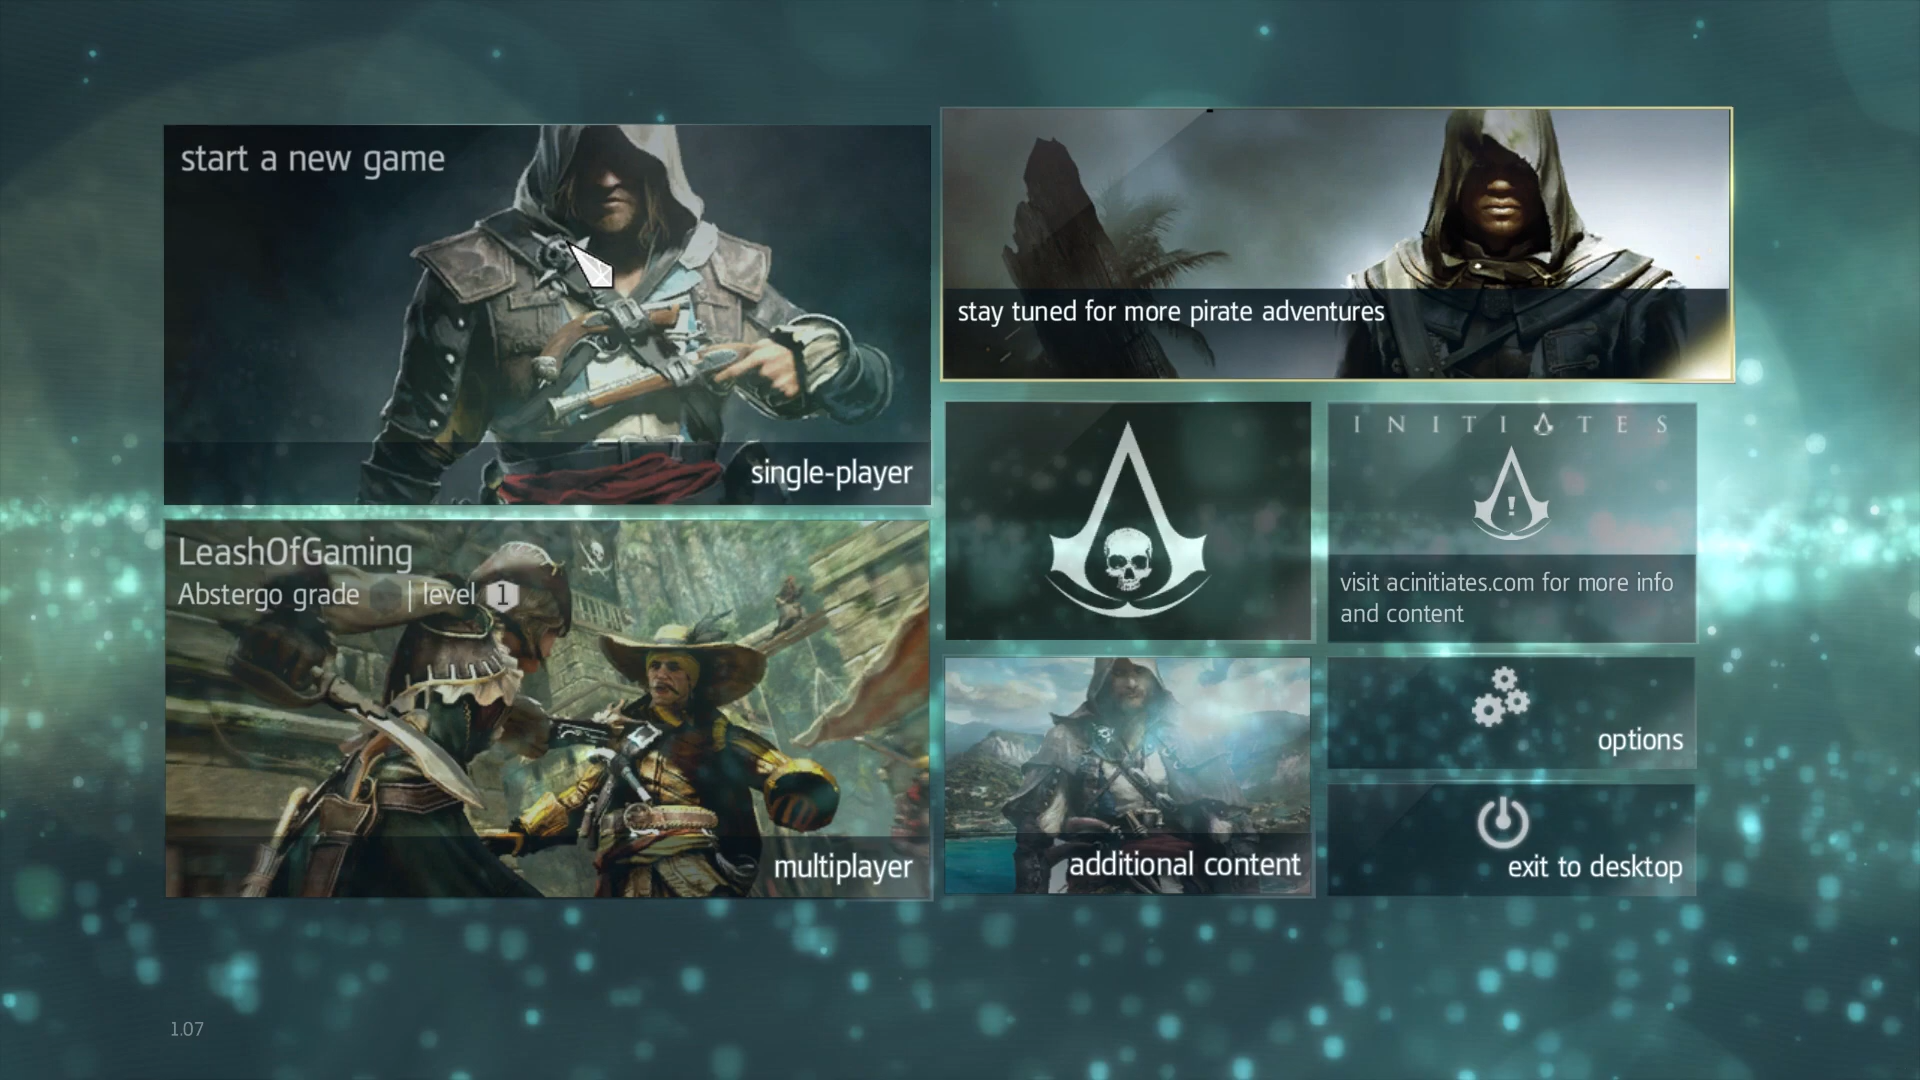 start a new game
single-player
LeashOfGaming
Abstergo grade | level 1
multiplayer
stay tuned for more pirate adventures
INITIATES
!
visit acinitiates.com for more info
and content
additional content
options
exit to desktop
1.07